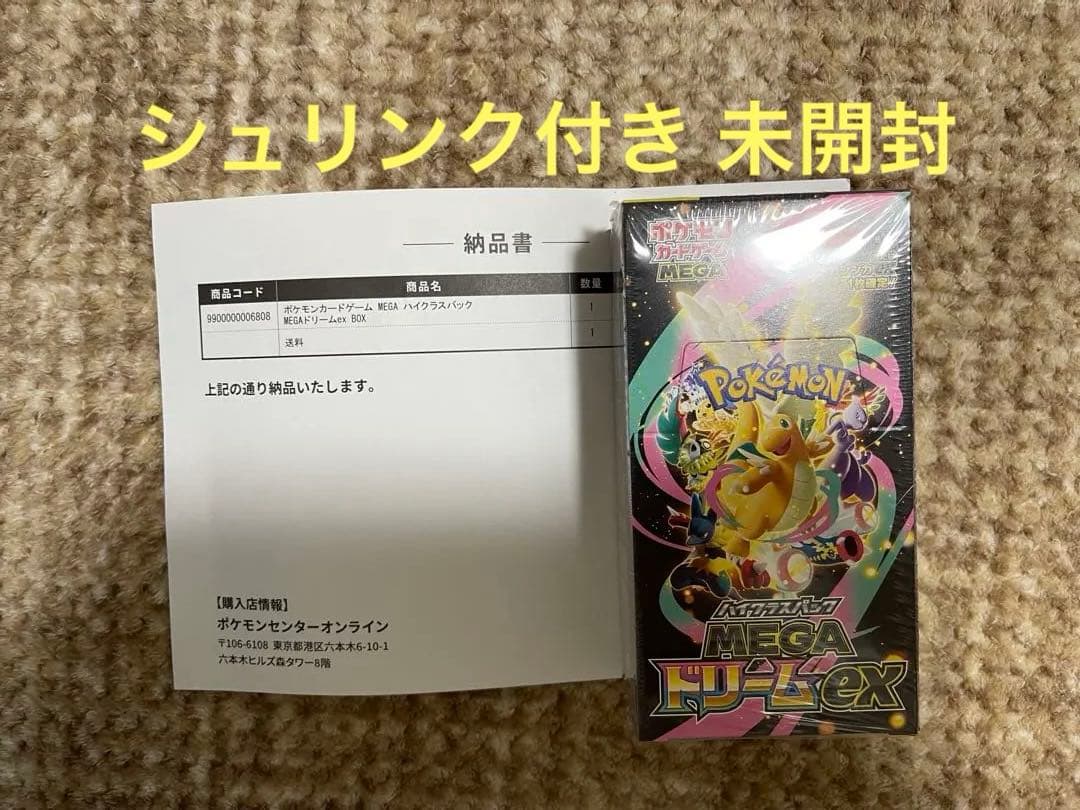 シュリンク付き 未開封
納品書
商品コード 商品名 数量
9900000006808 ポケモンカードゲーム MEGA ハイクラスパック 1
MEGAドリームex BOX
送料 1
上記の通り納品いたします。
【購入店情報】
ポケモンセンターオンライン
〒106-6108 東京都港区六本木6-10-1
六本木ヒルズ森タワー8階
ポケモン
カードゲーム
MEGA
POKéMON
ハイクラスパック
MEGA
ドリームex